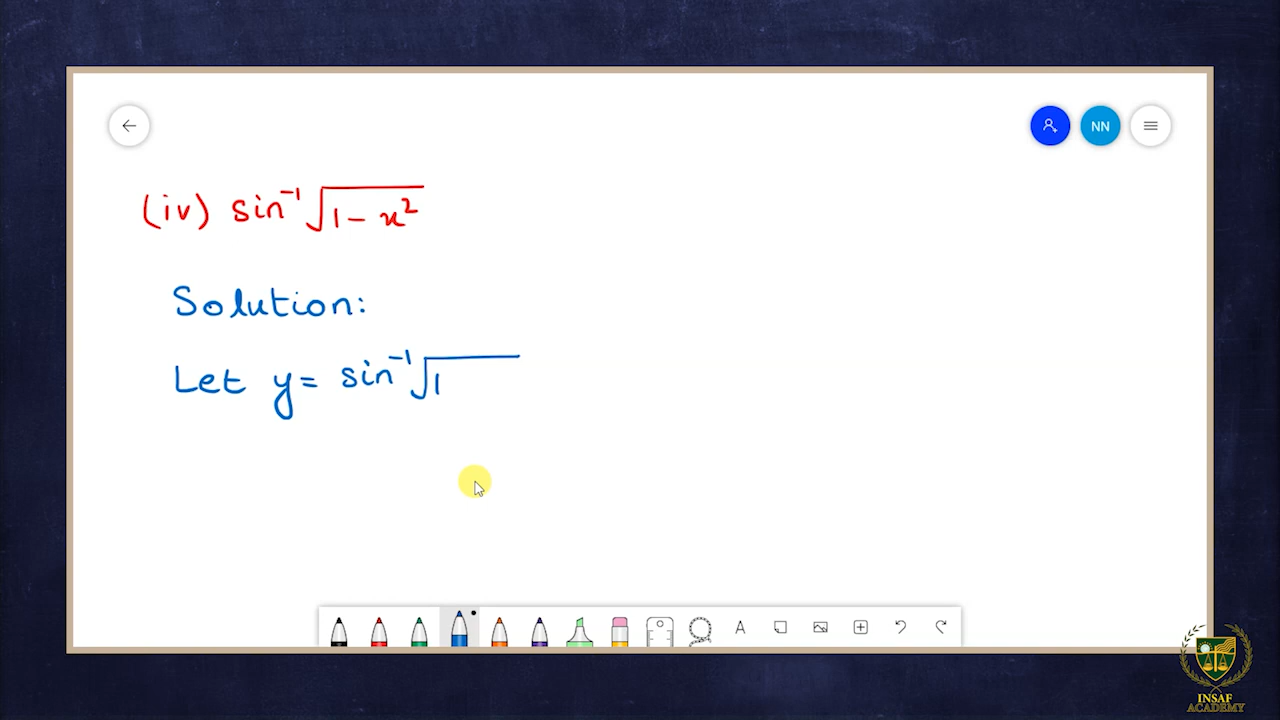 NN
(iv) sin⁻¹ √(1 - x²)
Solution:
Let y = sin⁻¹ √1
A
INSAF
ACADEMY